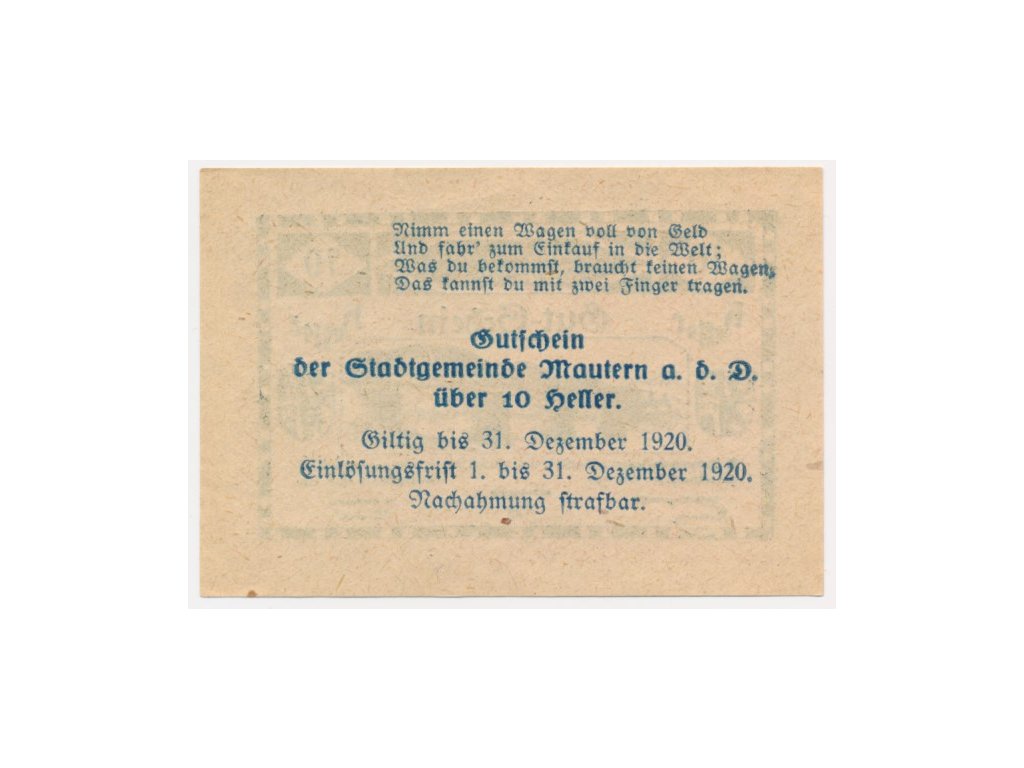 Nimm einen Wagen voll von Geld
Und fahr' zum Einkauf in die Welt;
Was du bekommst, braucht keinen Wagen,
Das kannst du mit zwei Finger tragen.
Gutschein
der Stadtgemeinde Mautern a. d. D.
über 10 Heller.
Giltig bis 31. Dezember 1920.
Einlösungsfrist 1. bis 31. Dezember 1920.
Nachahmung strafbar.